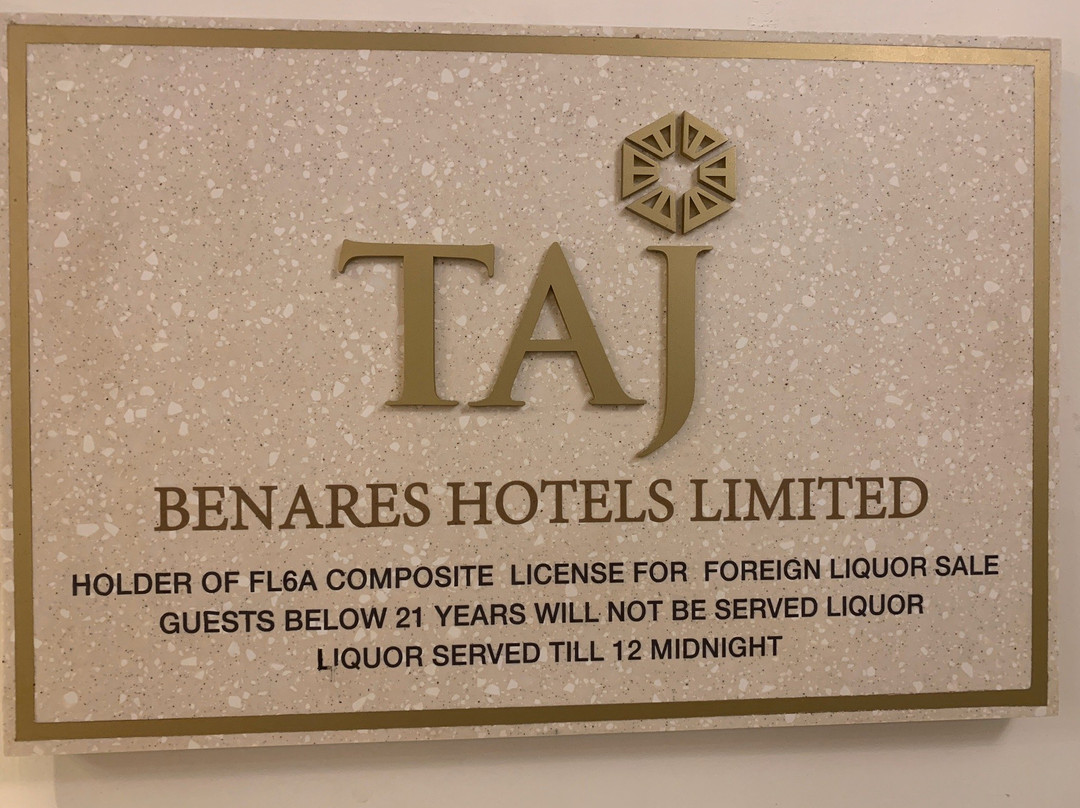 TAJ
BENARES HOTELS LIMITED
HOLDER OF FL6A COMPOSITE LICENSE FOR FOREIGN LIQUOR SALE
GUESTS BELOW 21 YEARS WILL NOT BE SERVED LIQUOR
LIQUOR SERVED TILL 12 MIDNIGHT